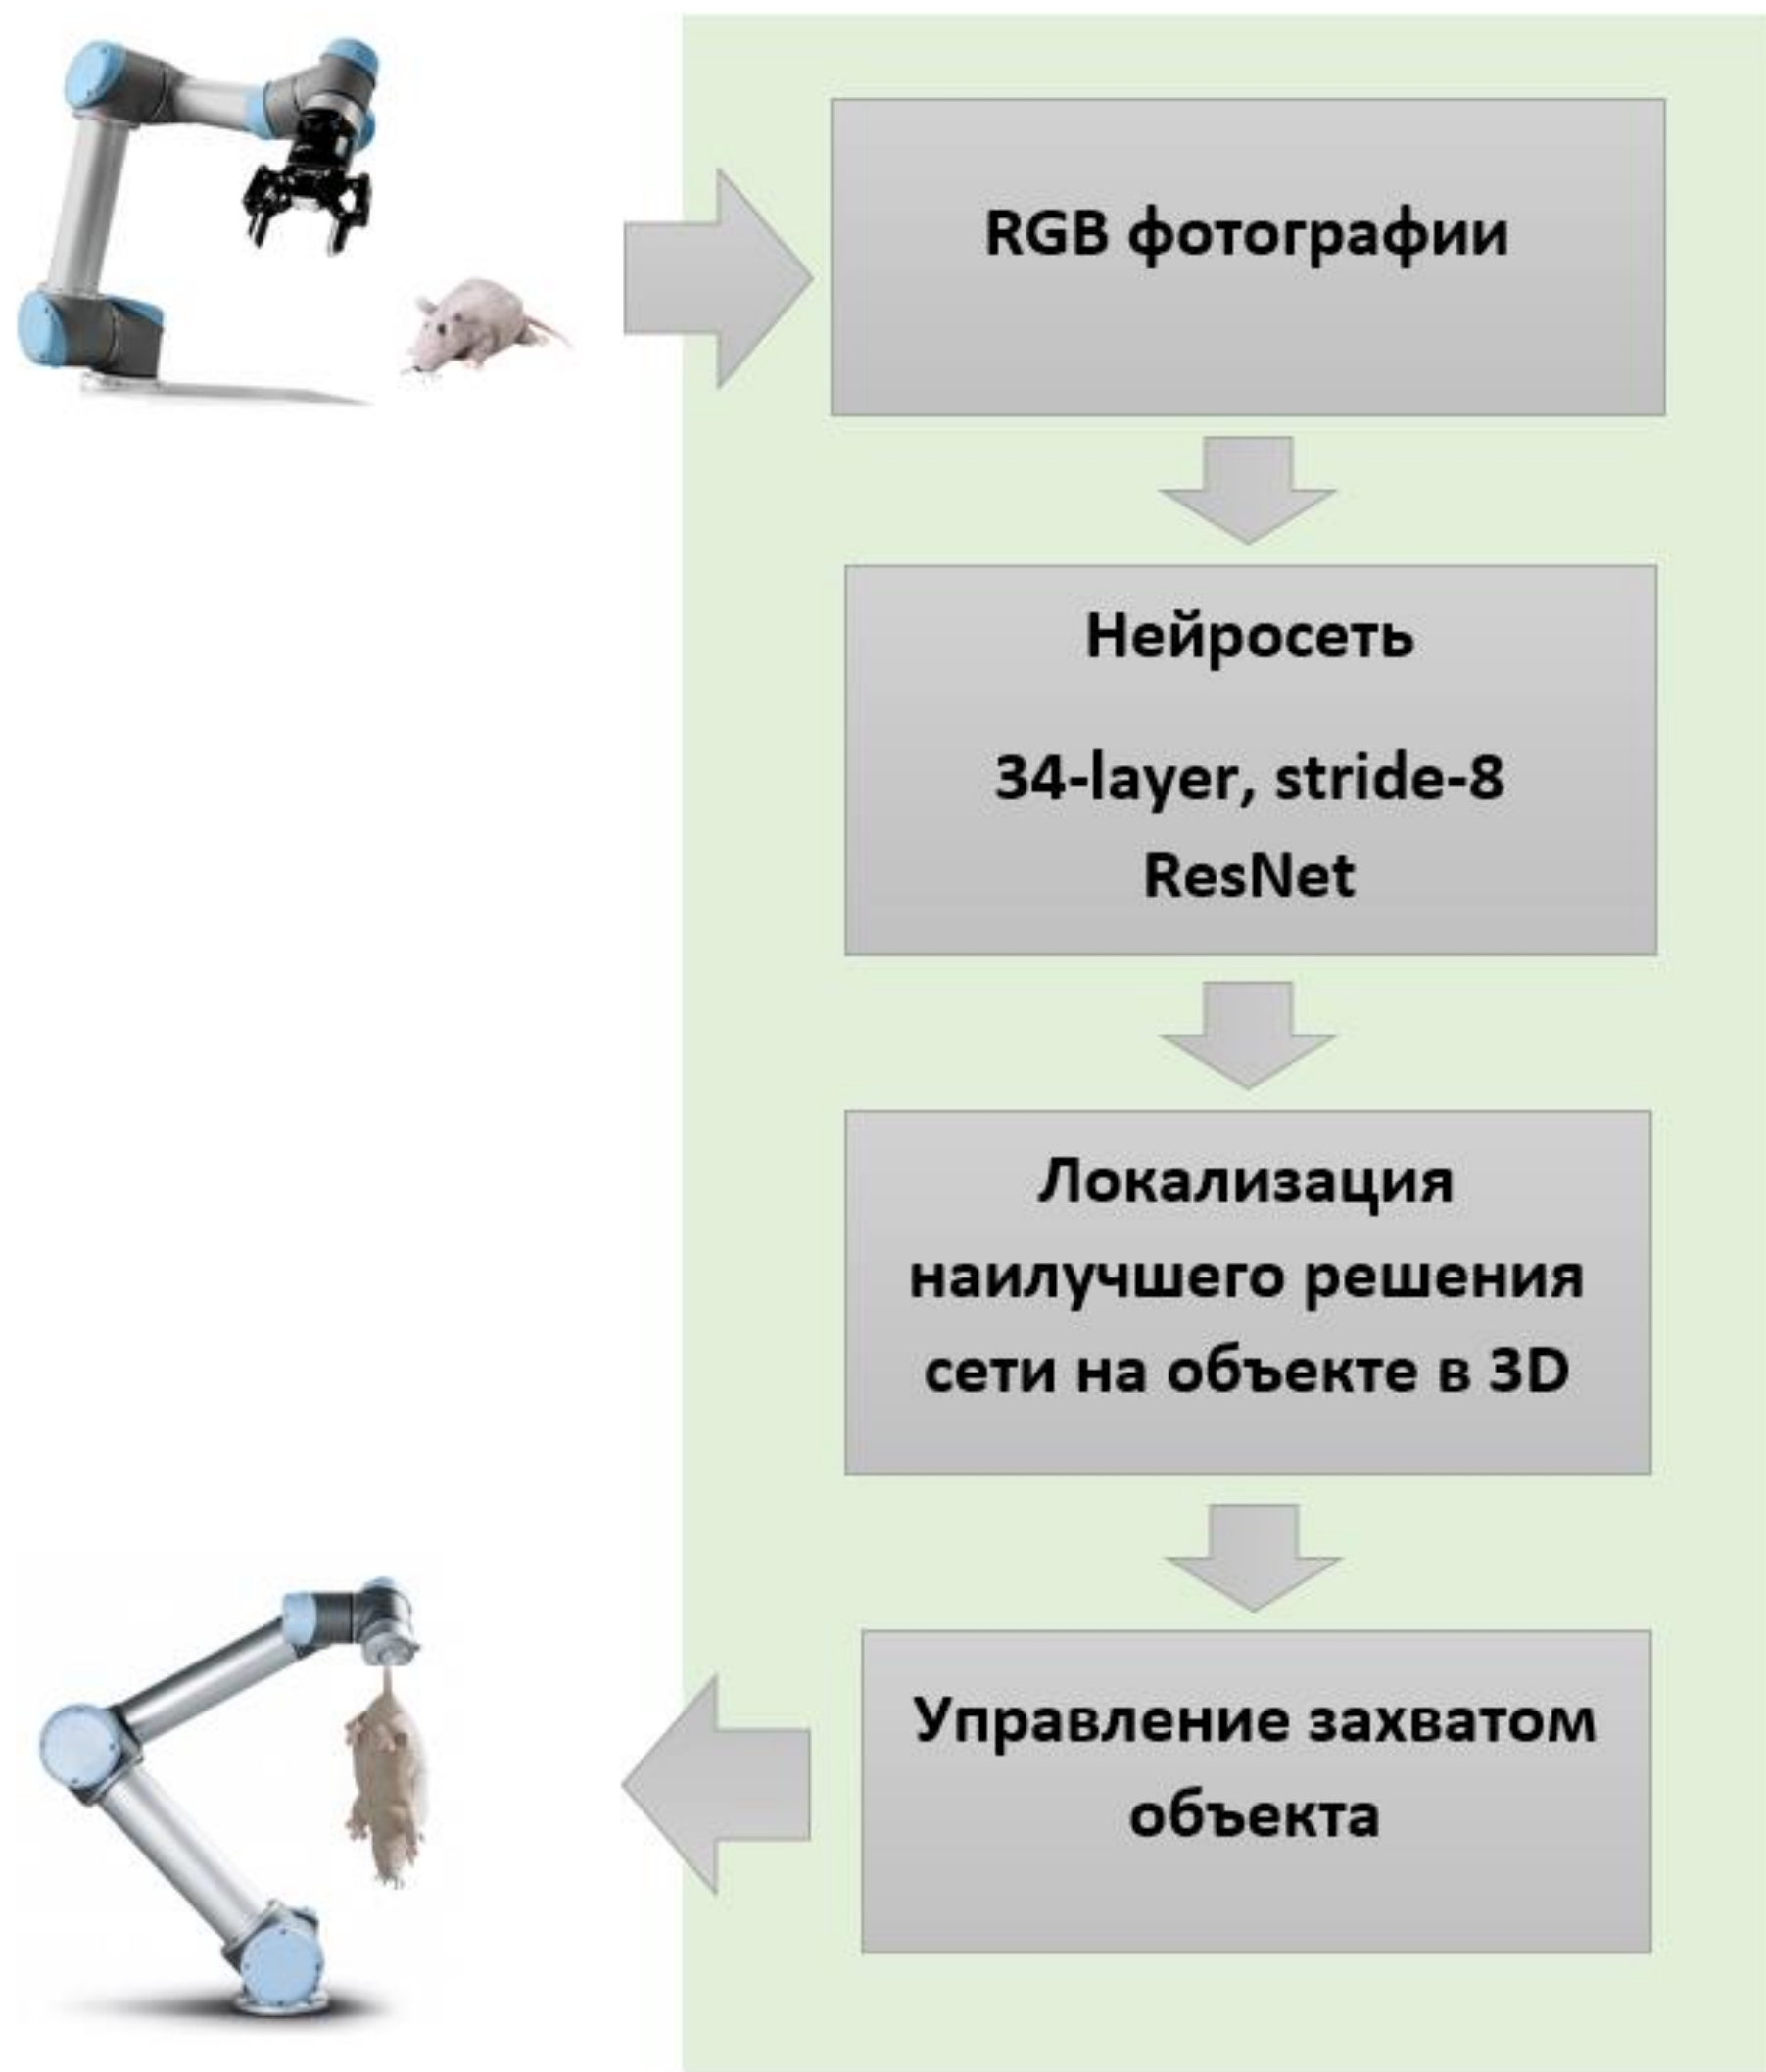 RGB фотографии
Нейросеть
34-layer, stride-8
ResNet
Локализация
наилучшего решения
сети на объекте в 3D
Управление захватом
объекта